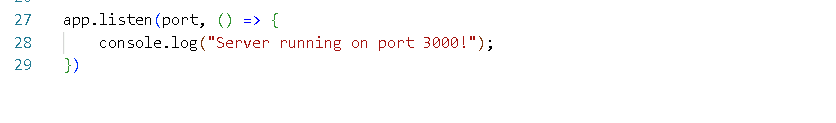 27 app.listen(port, () => {
28 console.log("Server running on port 3000!");
29 })